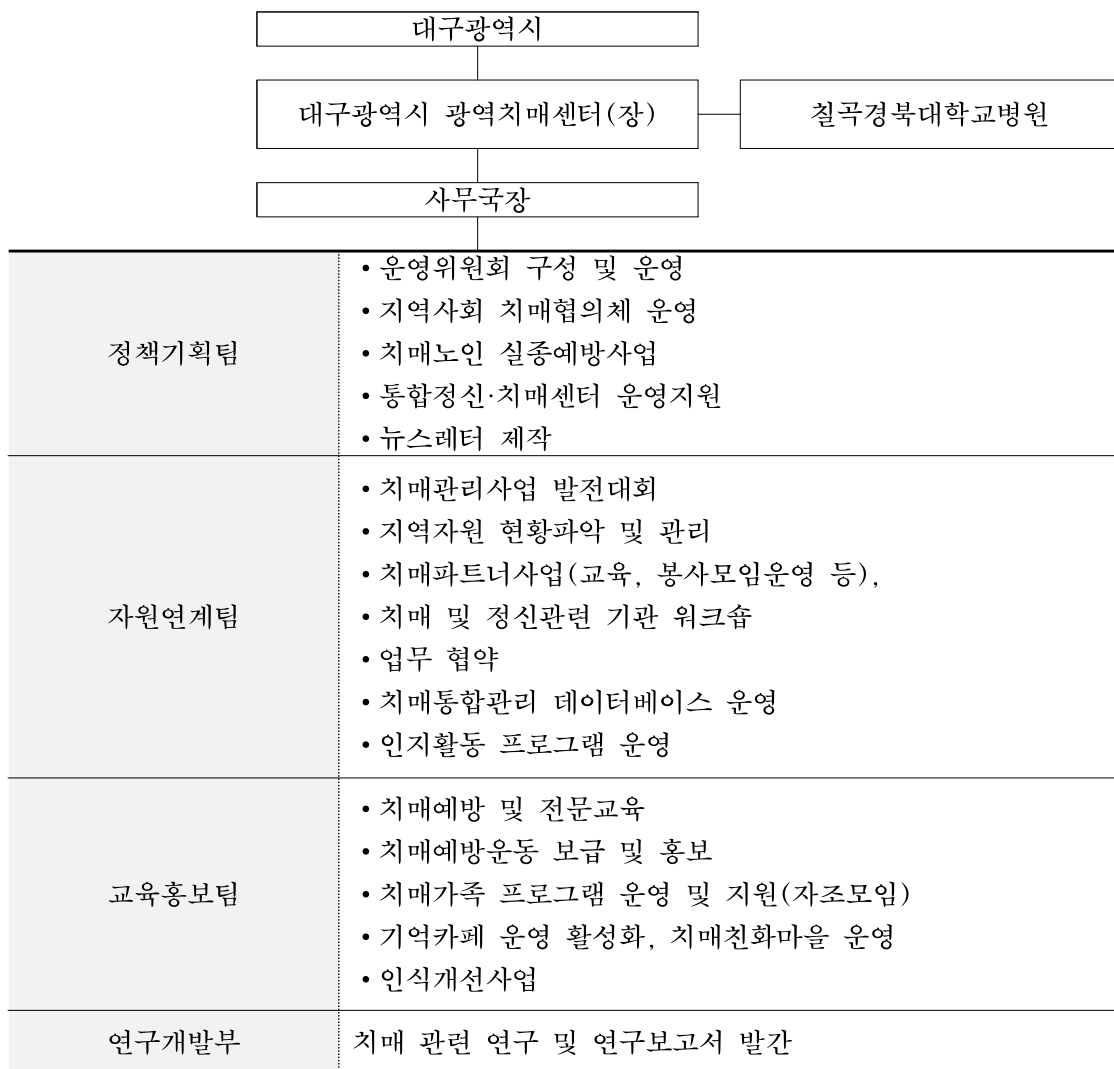 대구광역시
대구광역시 광역치매센터(장)
칠곡경북대학교병원
사무국장
정책기획팀
• 운영위원회 구성 및 운영
• 지역사회 치매협의체 운영
• 치매노인 실종예방사업
• 통합정신·치매센터 운영지원
• 뉴스레터 제작
자원연계팀
• 치매관리사업 발전대회
• 지역자원 현황파악 및 관리
• 치매파트너사업(교육, 봉사모임운영 등),
• 치매 및 정신관련 기관 워크숍
• 업무 협약
• 치매통합관리 데이터베이스 운영
• 인지활동 프로그램 운영
교육홍보팀
• 치매예방 및 전문교육
• 치매예방운동 보급 및 홍보
• 치매가족 프로그램 운영 및 지원(자조모임)
• 기억카페 운영 활성화, 치매친화마을 운영
• 인식개선사업
연구개발부
치매 관련 연구 및 연구보고서 발간